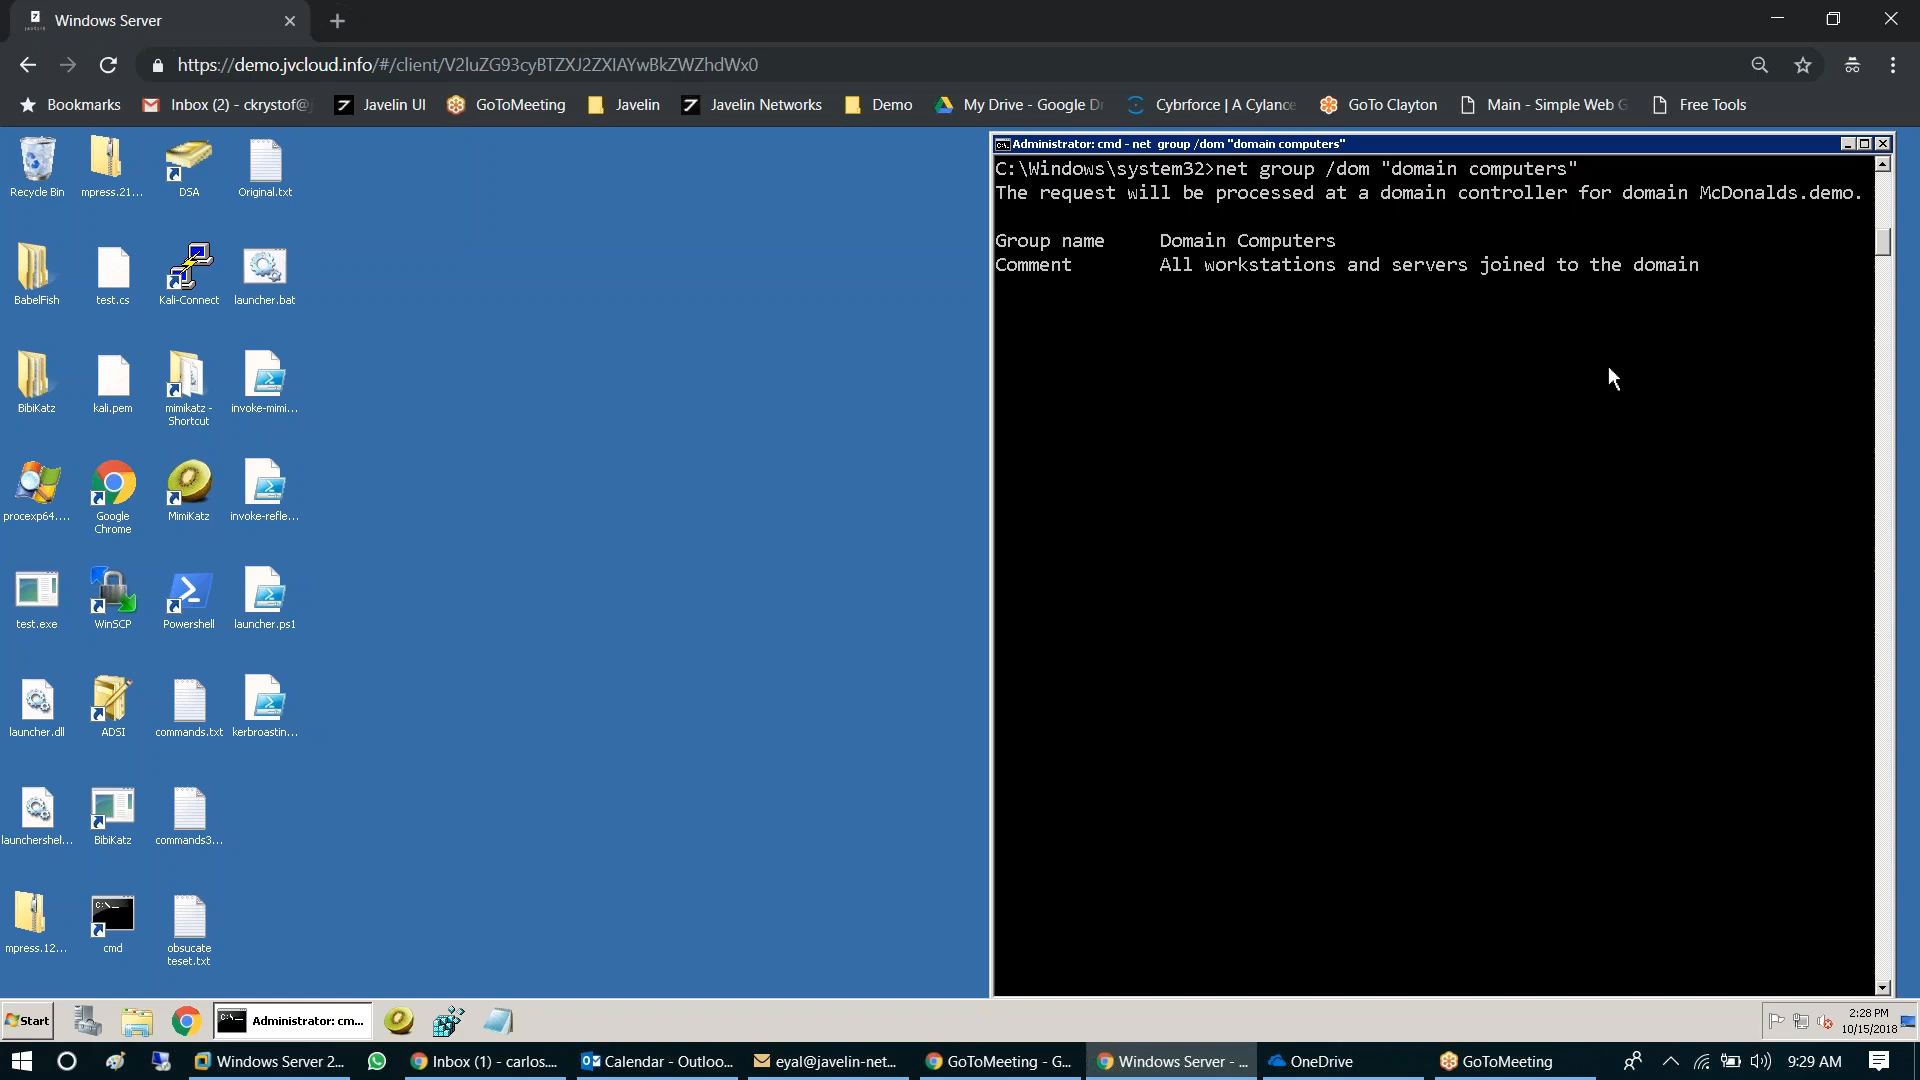 Windows Server
https://demo.jvcloud.info/#/client/V2luZG93cyBTZXJ2ZXIAYwBkZWZhdWx0
Bookmarks
Inbox (2) - ckrystof@
Javelin UI
GoToMeeting
Javelin
Javelin Networks
Demo
My Drive - Google Dr
Cybrforce | A Cylance
GoTo Clayton
Main - Simple Web G
Free Tools
Recycle Bin
mpress.21...
DSA
Original.txt
BabelFish
test.cs
Kali-Connect
launcher.bat
BibiKatz
kali.pem
mimikatz -
Shortcut
invoke-mimi...
procexp64....
Google
Chrome
MimiKatz
invoke-refle...
test.exe
WinSCP
Powershell
launcher.ps1
launcher.dll
ADSI
commands.txt
kerbroastin...
launchershel...
BibiKatz
commands3...
mpress.12...
cmd
obsucate
teset.txt
Administrator: cmd - net group /dom "domain computers"
C:\Windows\system32>net group /dom "domain computers"
The request will be processed at a domain controller for domain McDonalds.demo.
Group name     Domain Computers
Comment        All workstations and servers joined to the domain
Start
Administrator: cm...
2:28 PM
10/15/2018
Windows Server 2...
Inbox (1) - carlos....
Calendar - Outloo...
eyal@javelin-net...
GoToMeeting - G...
Windows Server - ...
OneDrive
GoToMeeting
9:29 AM